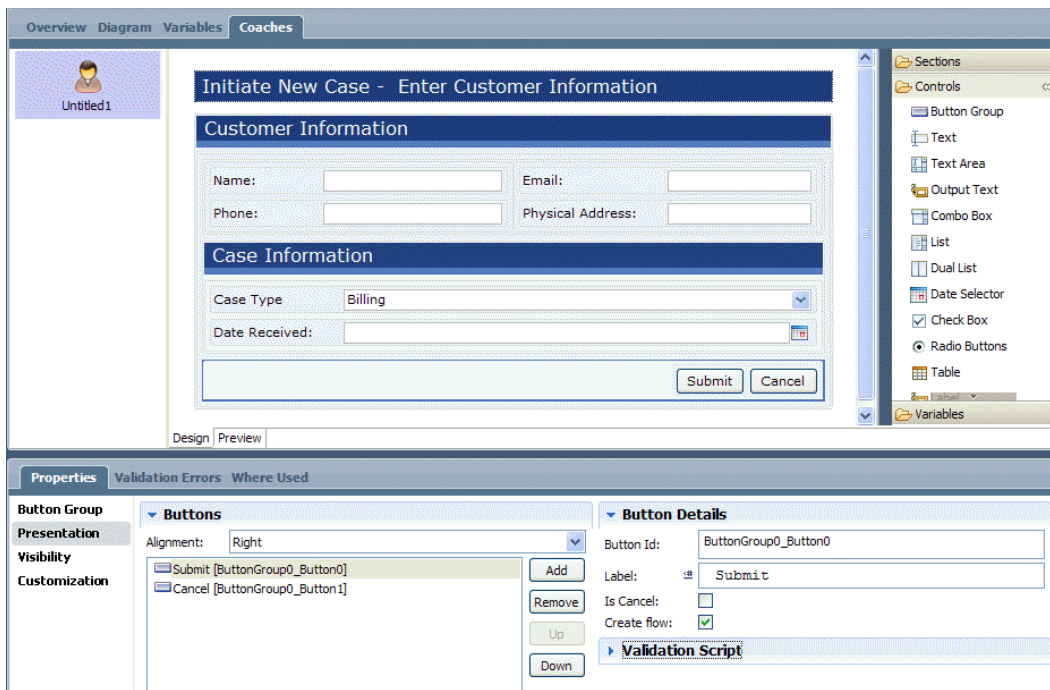 Overview Diagram Variables Coaches
Untitled1
Initiate New Case - Enter Customer Information
Customer Information
Name:
Email:
Phone:
Physical Address:
Case Information
Case Type
Billing
Date Received:
Submit
Cancel
Design
Preview
Sections
Controls
Button Group
Text
Text Area
Output Text
Combo Box
List
Dual List
Date Selector
Check Box
Radio Buttons
Table
Label
Variables
Properties Validation Errors Where Used
Button Group
Presentation
Visibility
Customization
Buttons
Alignment:
Right
Submit [ButtonGroup0_Button0]
Cancel [ButtonGroup0_Button1]
Add
Remove
Up
Down
Button Details
Button Id:
ButtonGroup0_Button0
Label:
Submit
Is Cancel:
Create flow:
Validation Script